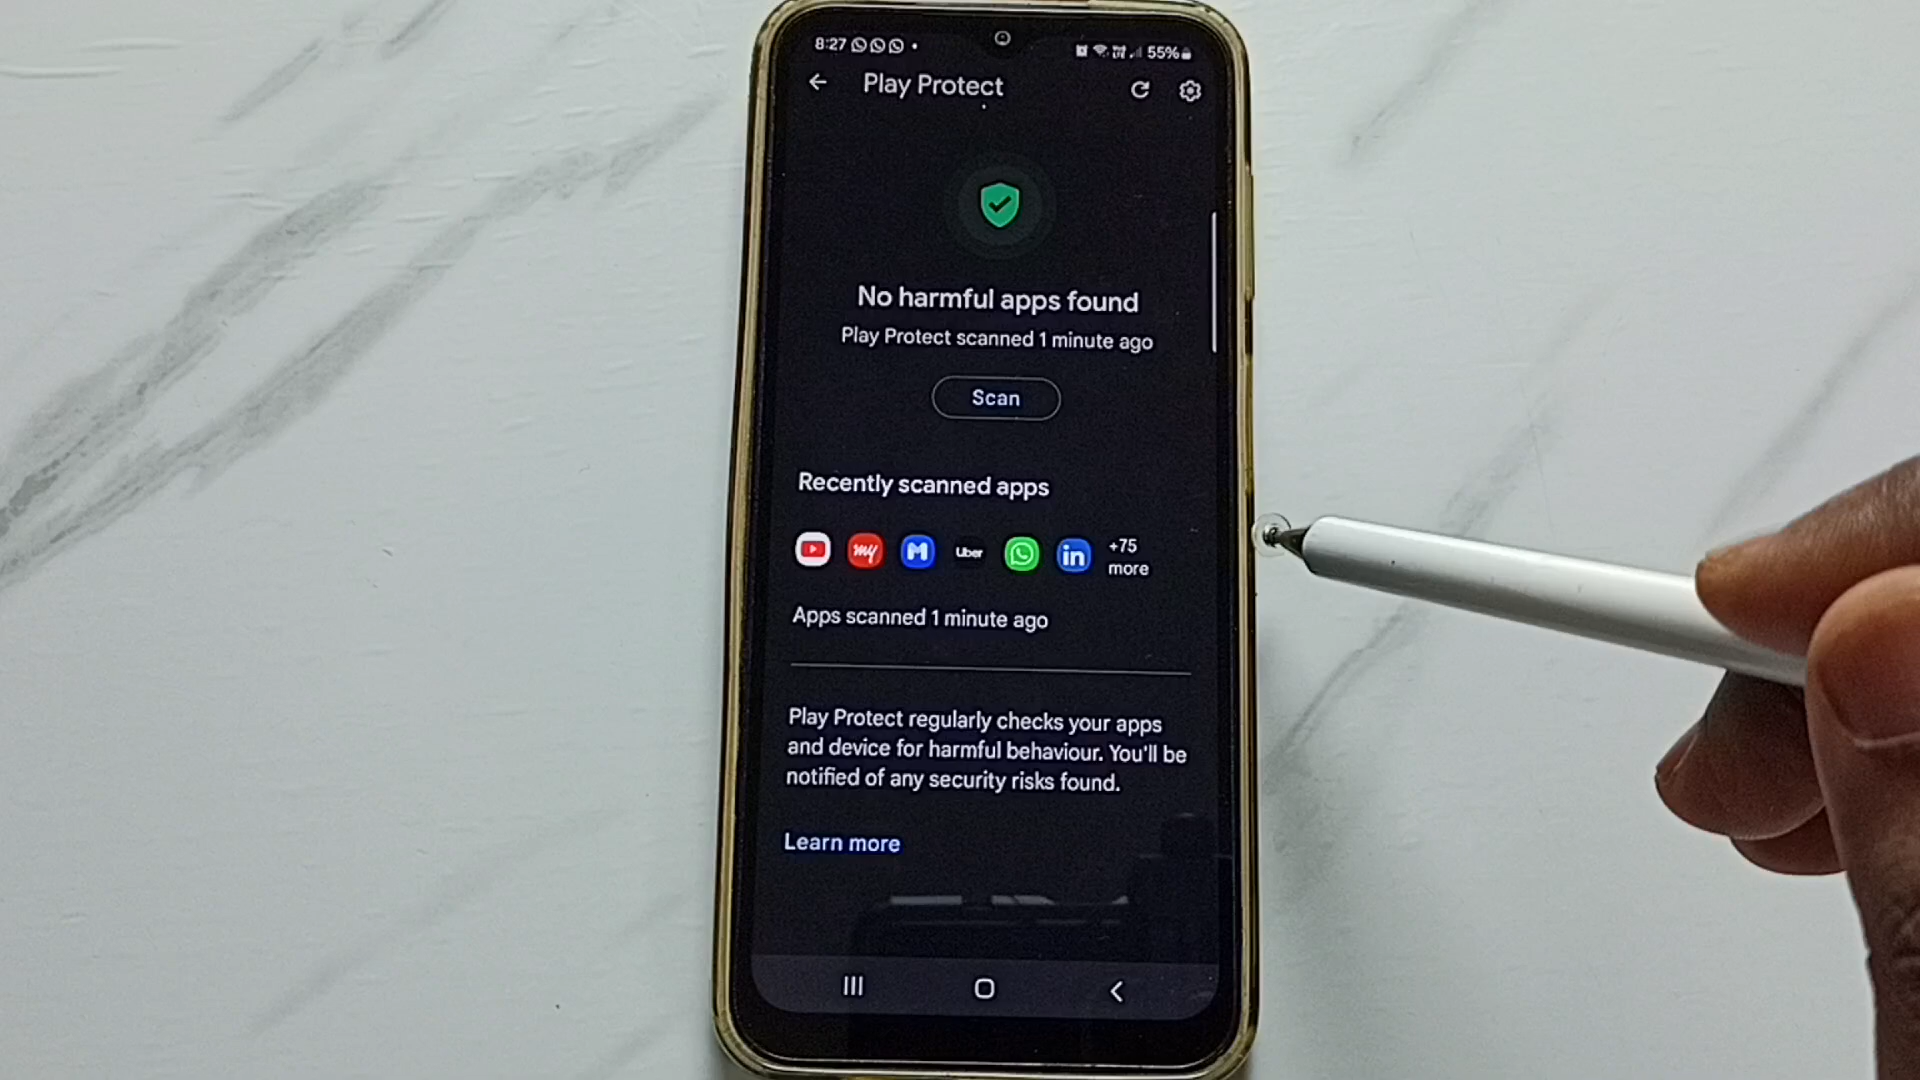 8:27 55%
Play Protect
No harmful apps found
Play Protect scanned 1 minute ago
Scan
Recently scanned apps
my M Uber in +75
more
Apps scanned 1 minute ago
Play Protect regularly checks your apps
and device for harmful behaviour. You'll be
notified of any security risks found.
Learn more